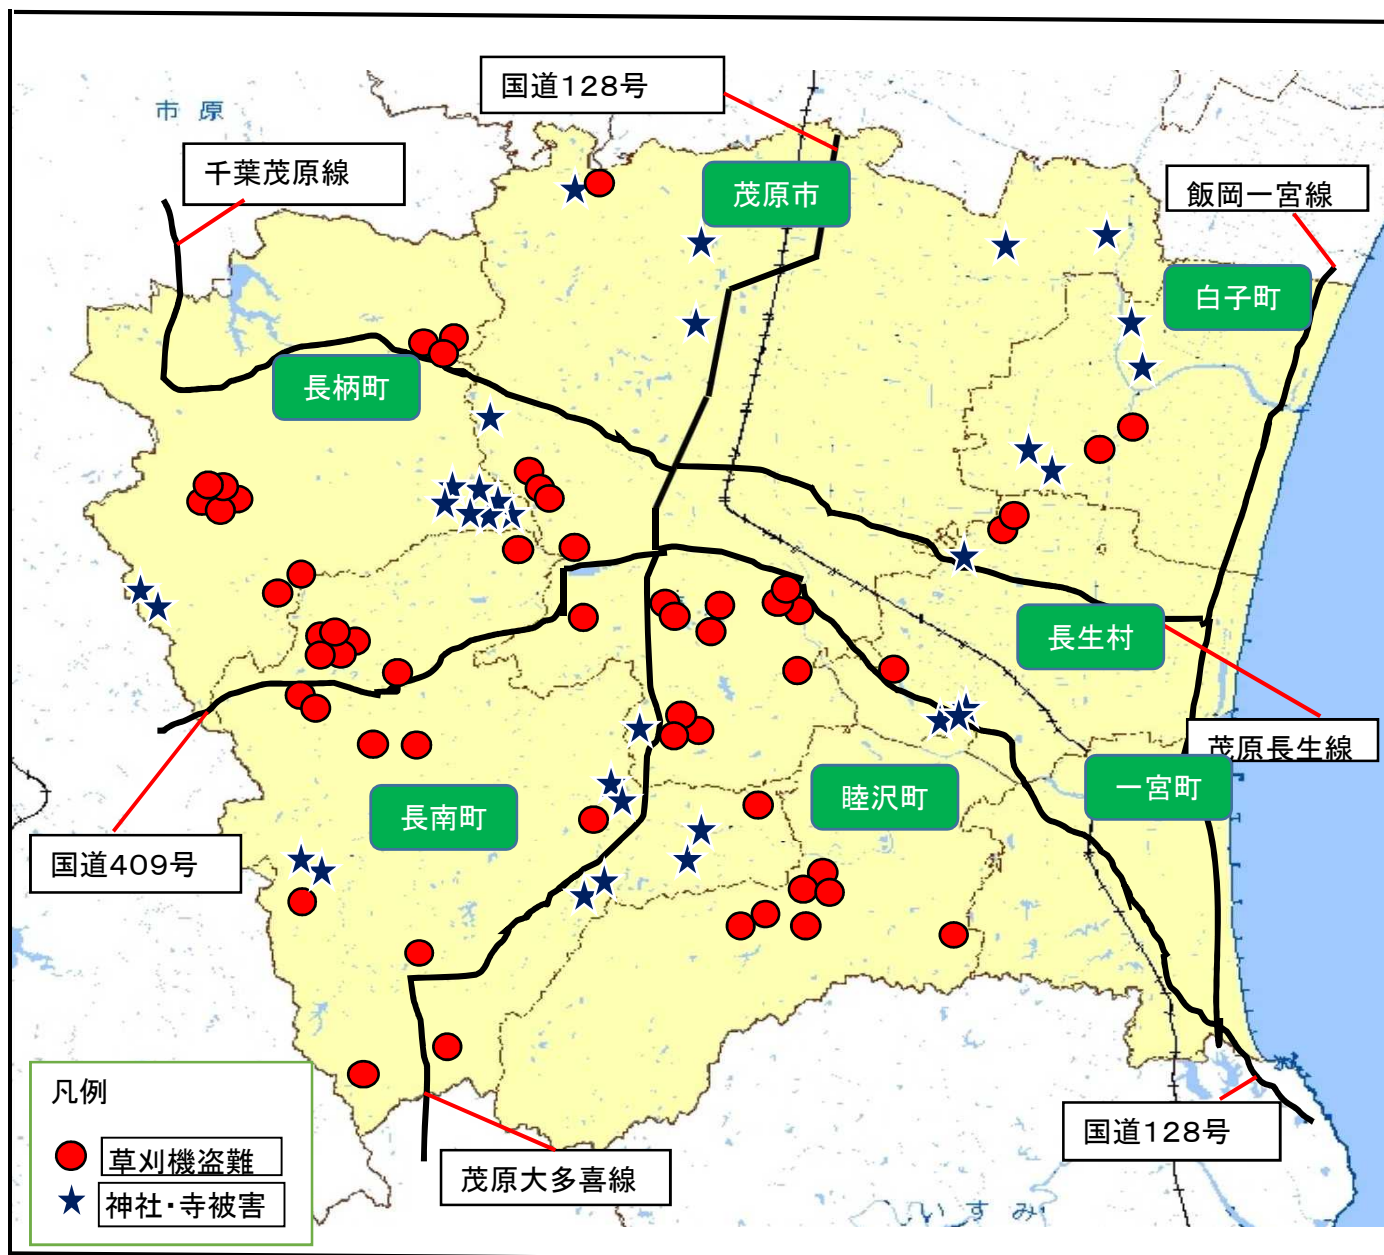 国道128号
市原
千葉茂原線
茂原市
飯岡一宮線
白子町
長柄町
長生村
茂原長生線
一宮町
睦沢町
長南町
国道409号
凡例
草刈機盗難
神社・寺被害
茂原大多喜線
国道128号
いすみ